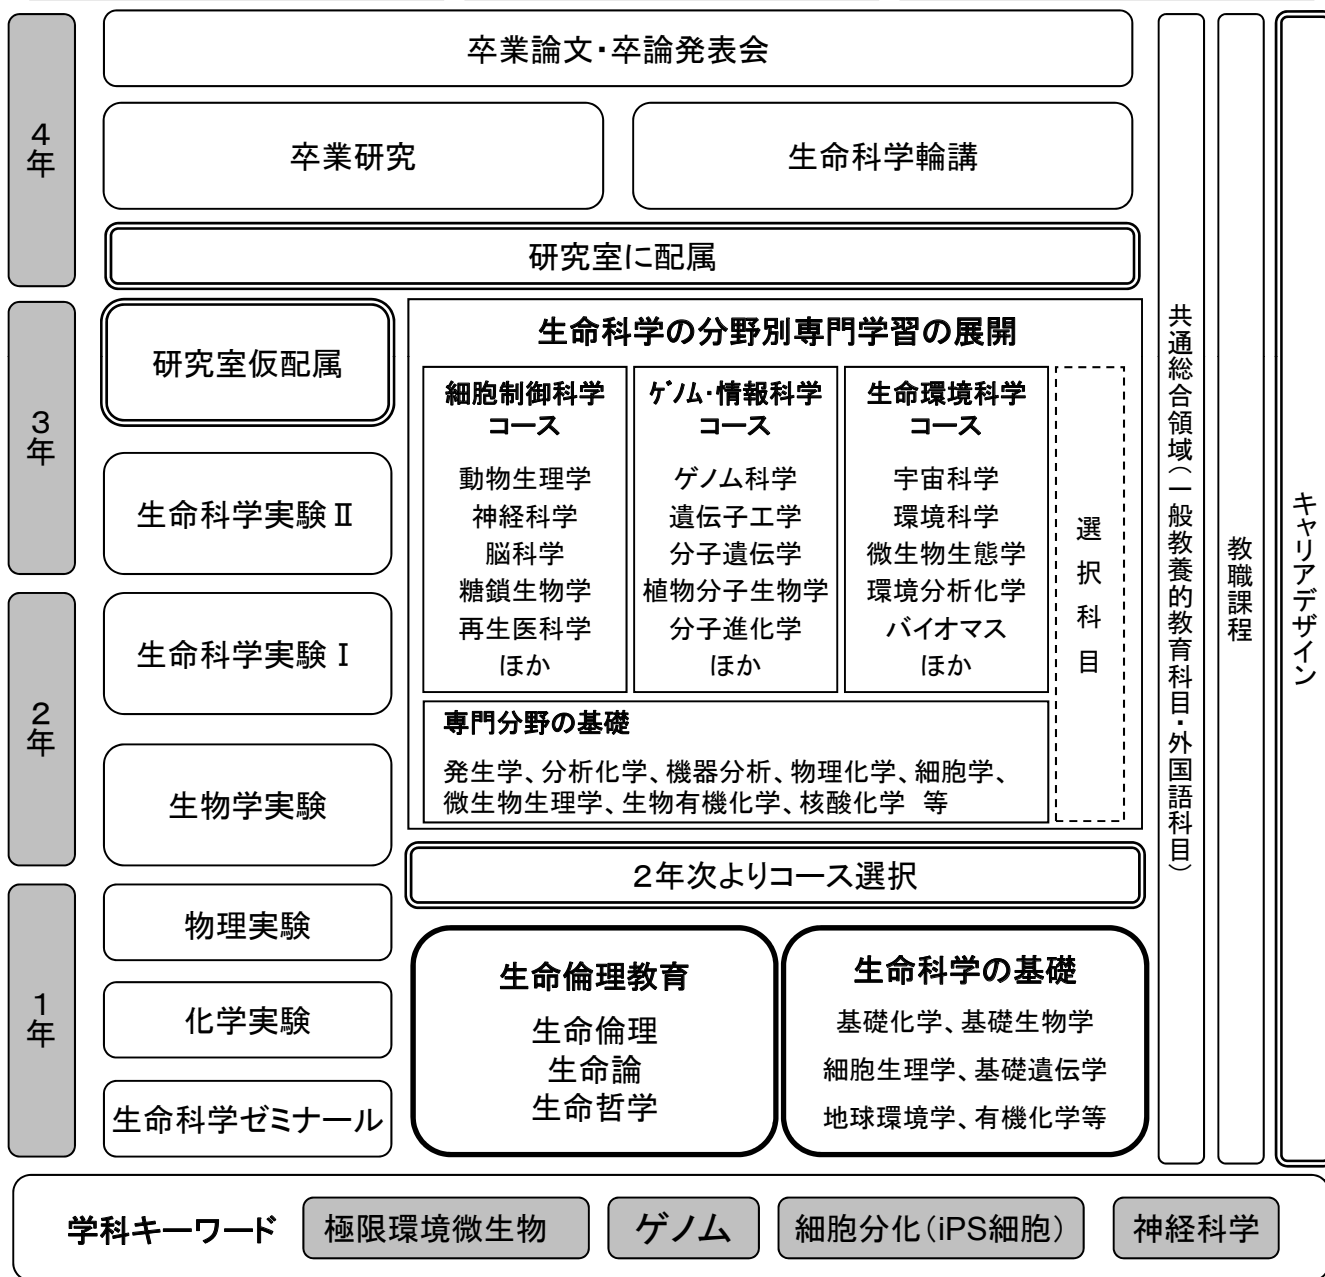 4年
卒業論文・卒論発表会
卒業研究
生命科学輪講
研究室に配属
3年
研究室仮配属
生命科学実験Ⅱ
生命科学の分野別専門学習の展開
細胞制御科学
コース
動物生理学
神経科学
脳科学
糖鎖生物学
再生医科学
ほか
ゲノム・情報科学
コース
ゲノム科学
遺伝子工学
分子遺伝学
植物分子生物学
分子進化学
ほか
生命環境科学
コース
宇宙科学
環境科学
微生物生態学
環境分析化学
バイオマス
ほか
選択科目
2年
生命科学実験Ⅰ
生物学実験
専門分野の基礎
発生学、分析化学、機器分析、物理化学、細胞学、
微生物生理学、生物有機化学、核酸化学 等
2年次よりコース選択
1年
物理実験
化学実験
生命科学ゼミナール
生命倫理教育
生命倫理
生命論
生命哲学
生命科学の基礎
基礎化学、基礎生物学
細胞生理学、基礎遺伝学
地球環境学、有機化学等
共通総合領域(一般教養的教育科目・外国語科目)
教職課程
キャリアデザイン
学科キーワード
極限環境微生物
ゲノム
細胞分化(iPS細胞)
神経科学